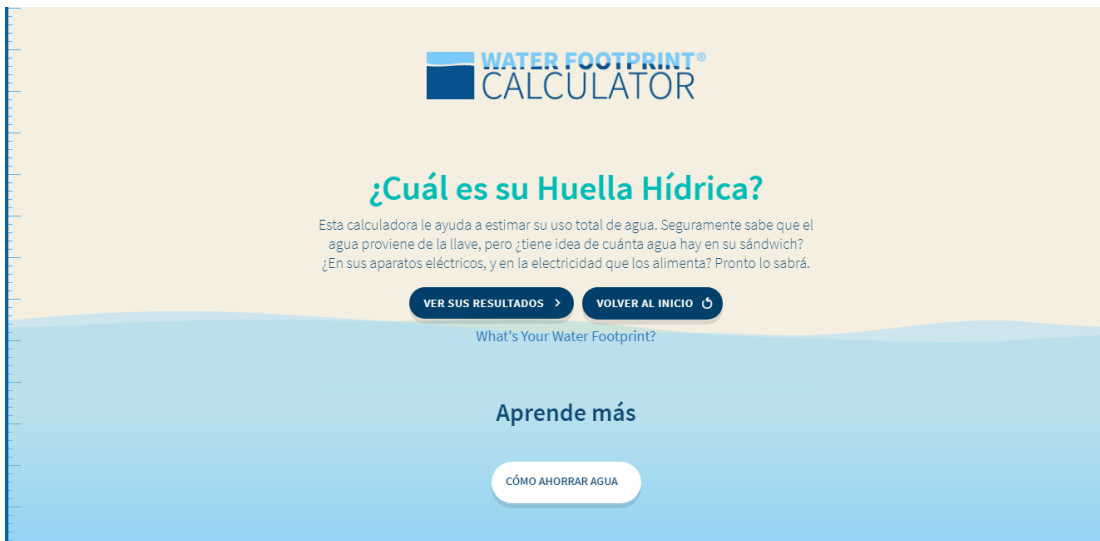 WATER FOOTPRINT®
CALCULATOR
¿Cuál es su Huella Hídrica?
Esta calculadora le ayuda a estimar su uso total de agua. Seguramente sabe que el
agua proviene de la llave, pero ¿tiene idea de cuánta agua hay en su sándwich?
¿En sus aparatos eléctricos, y en la electricidad que los alimenta? Pronto lo sabrá.
VER SUS RESULTADOS
VOLVER AL INICIO
What's Your Water Footprint?
Aprende más
CÓMO AHORRAR AGUA